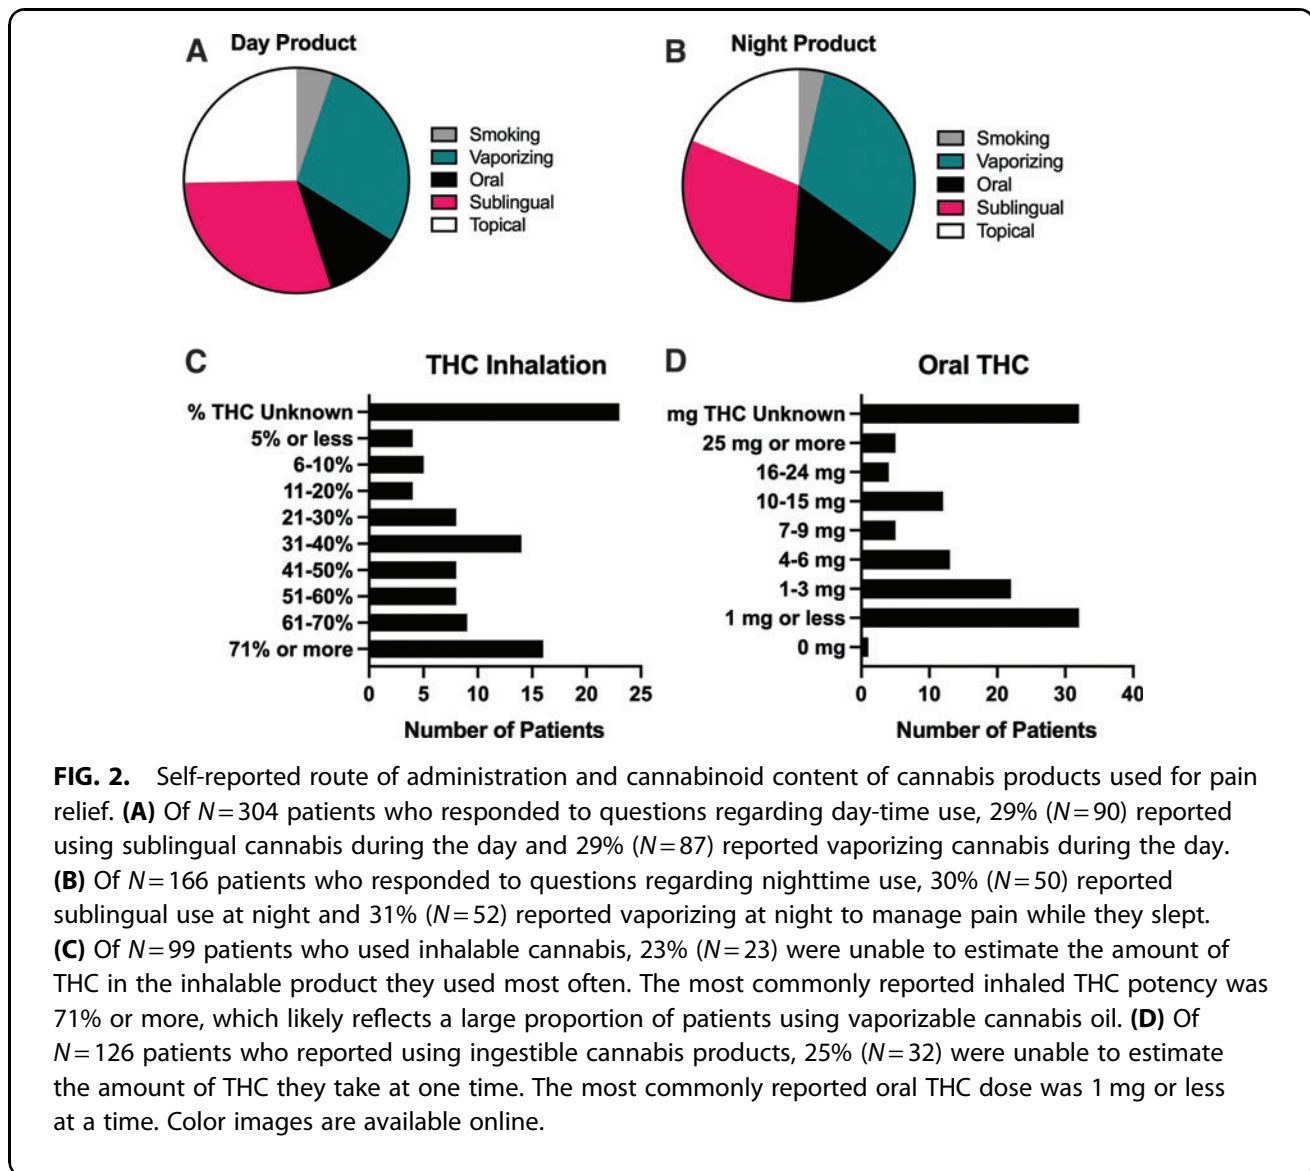 A Day Product
Smoking
Vaporizing
Oral
Sublingual
Topical
B Night Product
Smoking
Vaporizing
Oral
Sublingual
Topical
C THC Inhalation
% THC Unknown
5% or less
6-10%
11-20%
21-30%
31-40%
41-50%
51-60%
61-70%
71% or more
0 5 10 15 20 25
Number of Patients
D Oral THC
mg THC Unknown
25 mg or more
16-24 mg
10-15 mg
7-9 mg
4-6 mg
1-3 mg
1 mg or less
0 mg
0 10 20 30 40
Number of Patients
FIG. 2. Self-reported route of administration and cannabinoid content of cannabis products used for pain
relief. (A) Of N=304 patients who responded to questions regarding day-time use, 29% (N=90) reported
using sublingual cannabis during the day and 29% (N=87) reported vaporizing cannabis during the day.
(B) Of N=166 patients who responded to questions regarding nighttime use, 30% (N=50) reported
sublingual use at night and 31% (N=52) reported vaporizing at night to manage pain while they slept.
(C) Of N=99 patients who used inhalable cannabis, 23% (N=23) were unable to estimate the amount of
THC in the inhalable product they used most often. The most commonly reported inhaled THC potency was
71% or more, which likely reflects a large proportion of patients using vaporizable cannabis oil. (D) Of
N=126 patients who reported using ingestible cannabis products, 25% (N=32) were unable to estimate
the amount of THC they take at one time. The most commonly reported oral THC dose was 1 mg or less
at a time. Color images are available online.